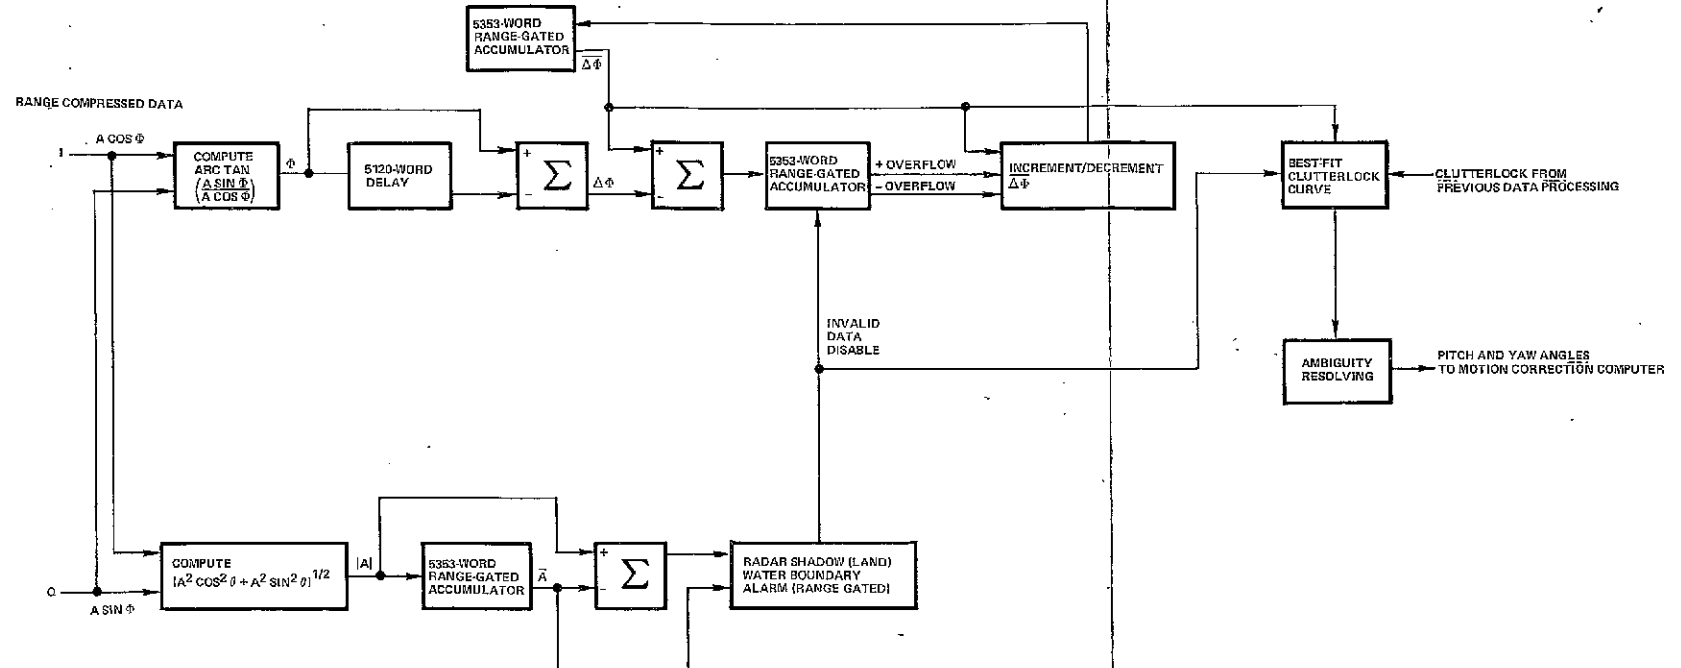 5353-WORD
RANGE-GATED
ACCUMULATOR
ΔΦ̅
RANGE COMPRESSED DATA
A COS Φ
I
COMPUTE
ARC TAN
(A SIN Φ / A COS Φ)
Φ
5120-WORD
DELAY
+
Σ
−
ΔΦ
+
Σ
−
5353-WORD
RANGE-GATED
ACCUMULATOR
+ OVERFLOW
− OVERFLOW
INCREMENT/DECREMENT
Δ̅Φ̅
BEST-FIT
CLUTTERLOCK
CURVE
CLUTTERLOCK FROM
PREVIOUS DATA PROCESSING
INVALID
DATA
DISABLE
AMBIGUITY
RESOLVING
PITCH AND YAW ANGLES
TO MOTION CORRECTION COMPUTER
COMPUTE
[A² COS² θ + A² SIN² θ]¹/²
|A|
5353-WORD
RANGE-GATED
ACCUMULATOR
A̅
+
Σ
−
RADAR SHADOW (LAND)
WATER BOUNDARY
ALARM (RANGE GATED)
Q
A SIN Φ